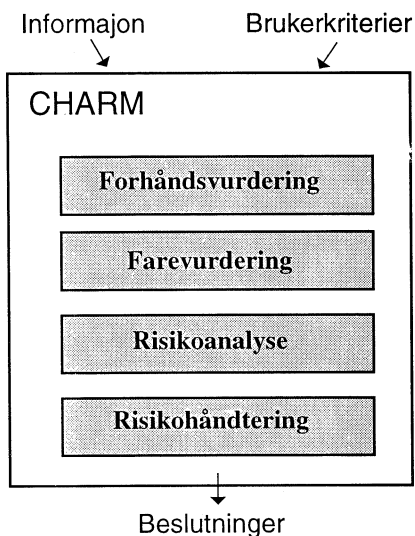 Informajon Brukerkriterier
CHARM
Forhåndsvurdering
Farevurdering
Risikoanalyse
Risikohåndtering
Beslutninger